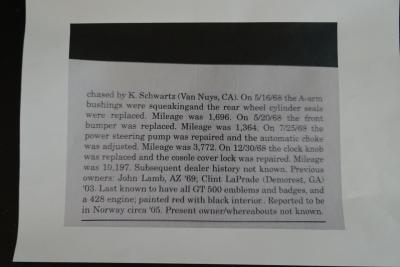 chased by K. Schwartz (Van Nuys, CA). On 5/16/68 the A-arm
bushings were squeakingand the rear wheel cylinder seals
were replaced. Mileage was 1,696. On 5/20/68 the front
bumper was replaced. Mileage was 1,364. On 7/25/68 the
power steering pump was repaired and the automatic choke
was adjusted. Mileage was 3,772. On 12/30/68 the clock knob
was replaced and the cosole cover lock was repaired. Mileage
was 10,197. Subsequent dealer history not known. Previous
owners: John Lamb, AZ '69; Clint LaPrade (Demorest, GA)
'03. Last known to have all GT 500 emblems and badges, and
a 428 engine; painted red with black interior. Reported to be
in Norway circa '05. Present owner/whereabouts not known.